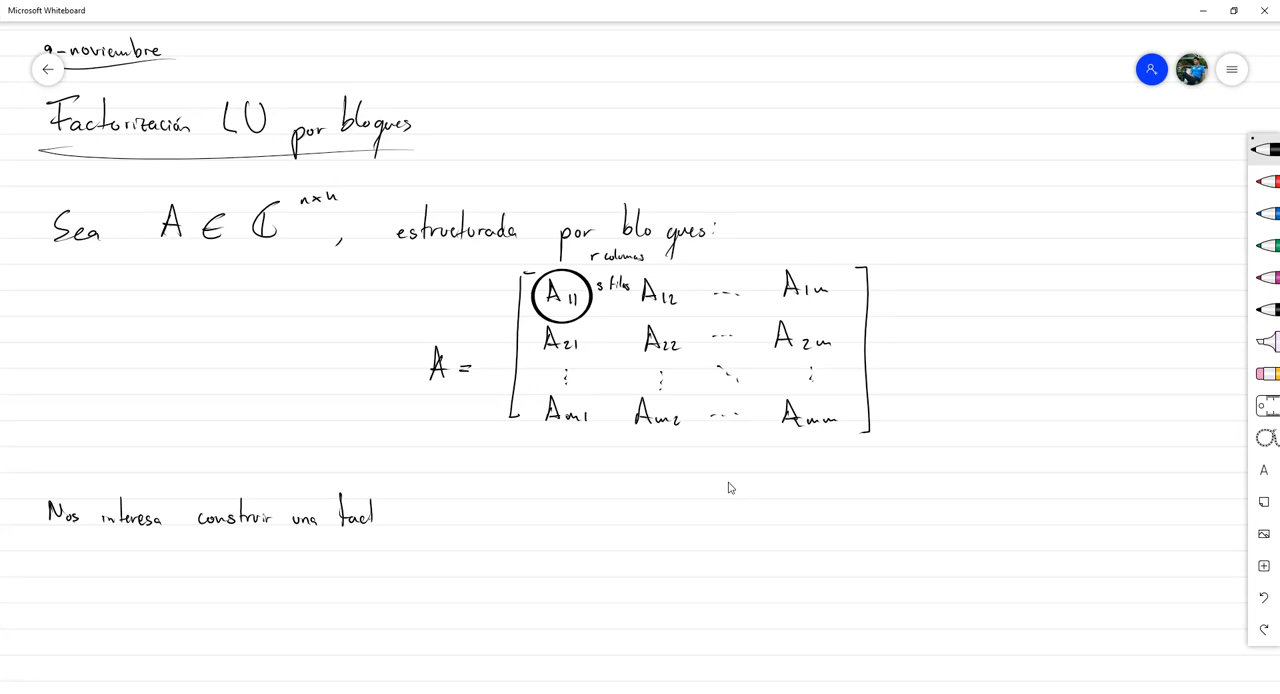 Microsoft Whiteboard
9-noviembre
Factorización LU por bloques
Sea A ∈ ℂ^{n×n}, estructurada por bloques:
r columnas
s filas
A = [ A₁₁ A₁₂ ... A₁ₘ
A₂₁ A₂₂ ... A₂ₘ
⋮ ⋮ ⋱ ⋮
Aₘ₁ Aₘ₂ ... Aₘₘ ]
Nos interesa construir una fact